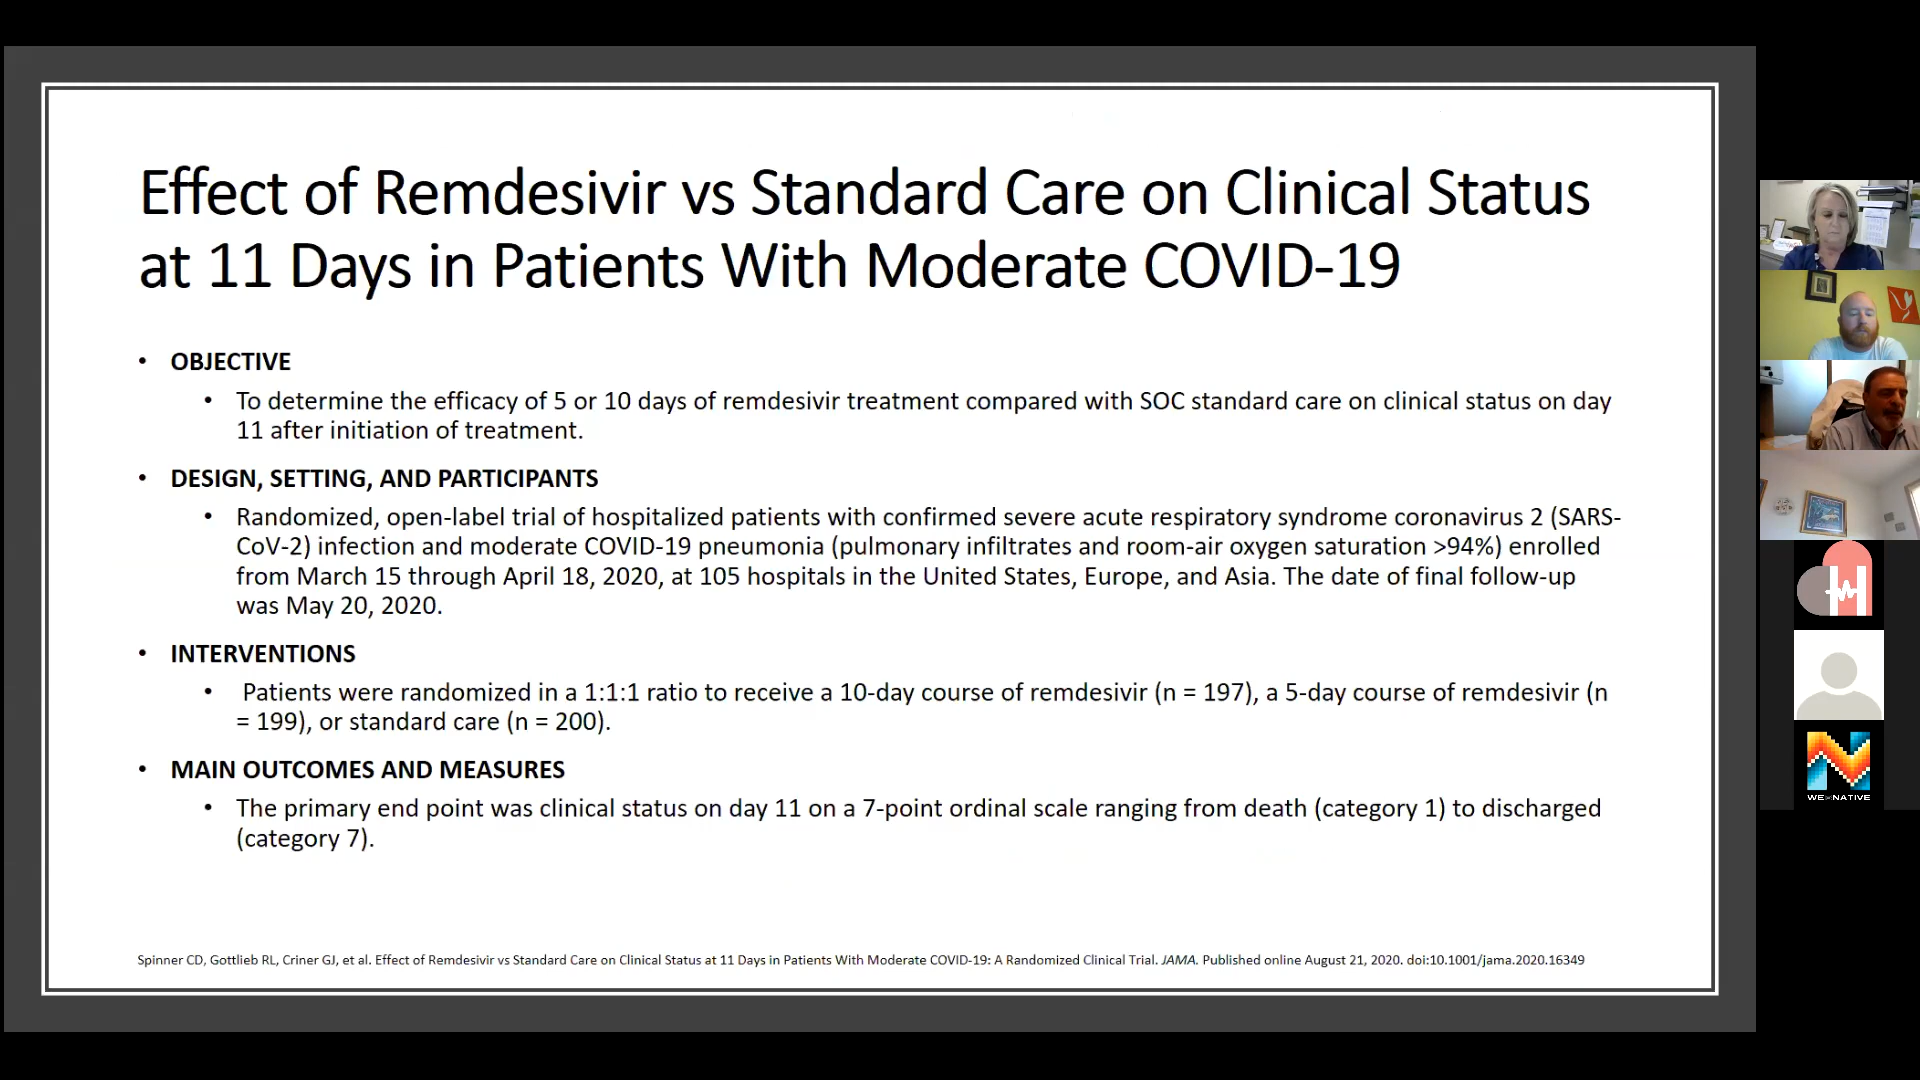 Effect of Remdesivir vs Standard Care on Clinical Status
at 11 Days in Patients With Moderate COVID-19
• OBJECTIVE
• To determine the efficacy of 5 or 10 days of remdesivir treatment compared with SOC standard care on clinical status on day
11 after initiation of treatment.
• DESIGN, SETTING, AND PARTICIPANTS
• Randomized, open-label trial of hospitalized patients with confirmed severe acute respiratory syndrome coronavirus 2 (SARS-
CoV-2) infection and moderate COVID-19 pneumonia (pulmonary infiltrates and room-air oxygen saturation >94%) enrolled
from March 15 through April 18, 2020, at 105 hospitals in the United States, Europe, and Asia. The date of final follow-up
was May 20, 2020.
• INTERVENTIONS
• Patients were randomized in a 1:1:1 ratio to receive a 10-day course of remdesivir (n = 197), a 5-day course of remdesivir (n
= 199), or standard care (n = 200).
• MAIN OUTCOMES AND MEASURES
• The primary end point was clinical status on day 11 on a 7-point ordinal scale ranging from death (category 1) to discharged
(category 7).
Spinner CD, Gottlieb RL, Criner GJ, et al. Effect of Remdesivir vs Standard Care on Clinical Status at 11 Days in Patients With Moderate COVID-19: A Randomized Clinical Trial. JAMA. Published online August 21, 2020. doi:10.1001/jama.2020.16349
H
N
NATIVE